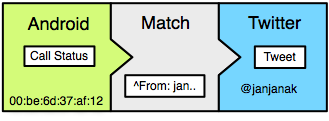 Android
Call Status
00:be:6d:37:af:12
Match
^From: jan..
Twitter
Tweet
@janjanak